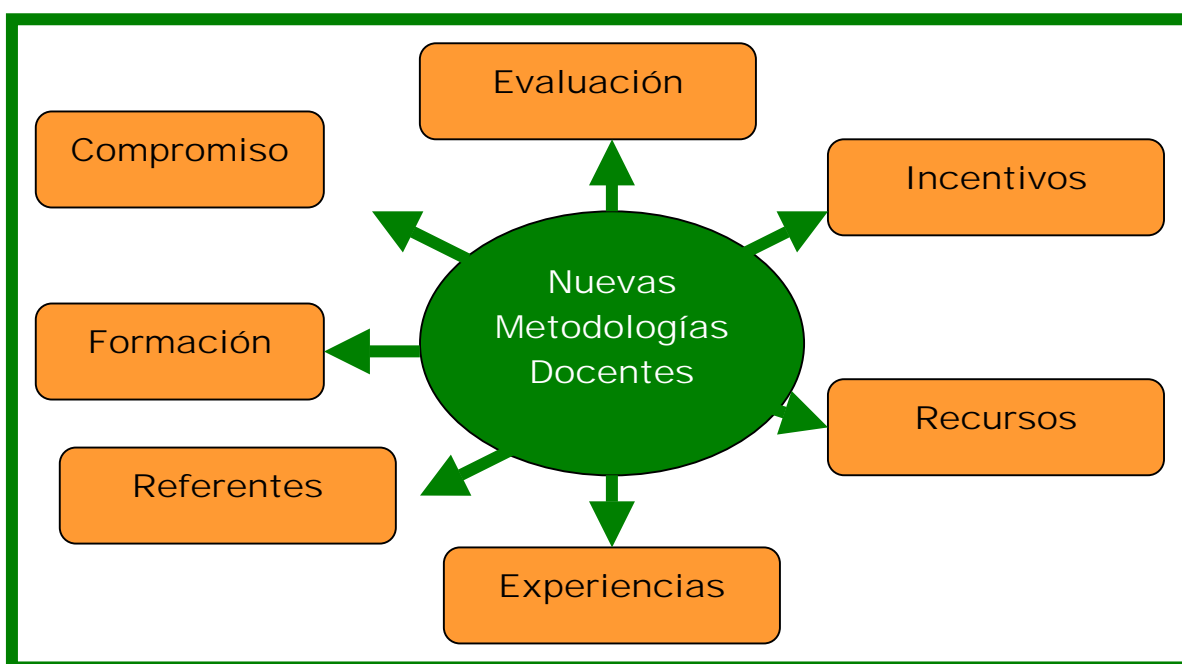 Evaluación
Compromiso
Incentivos
Nuevas
Metodologías
Docentes
Formación
Recursos
Referentes
Experiencias